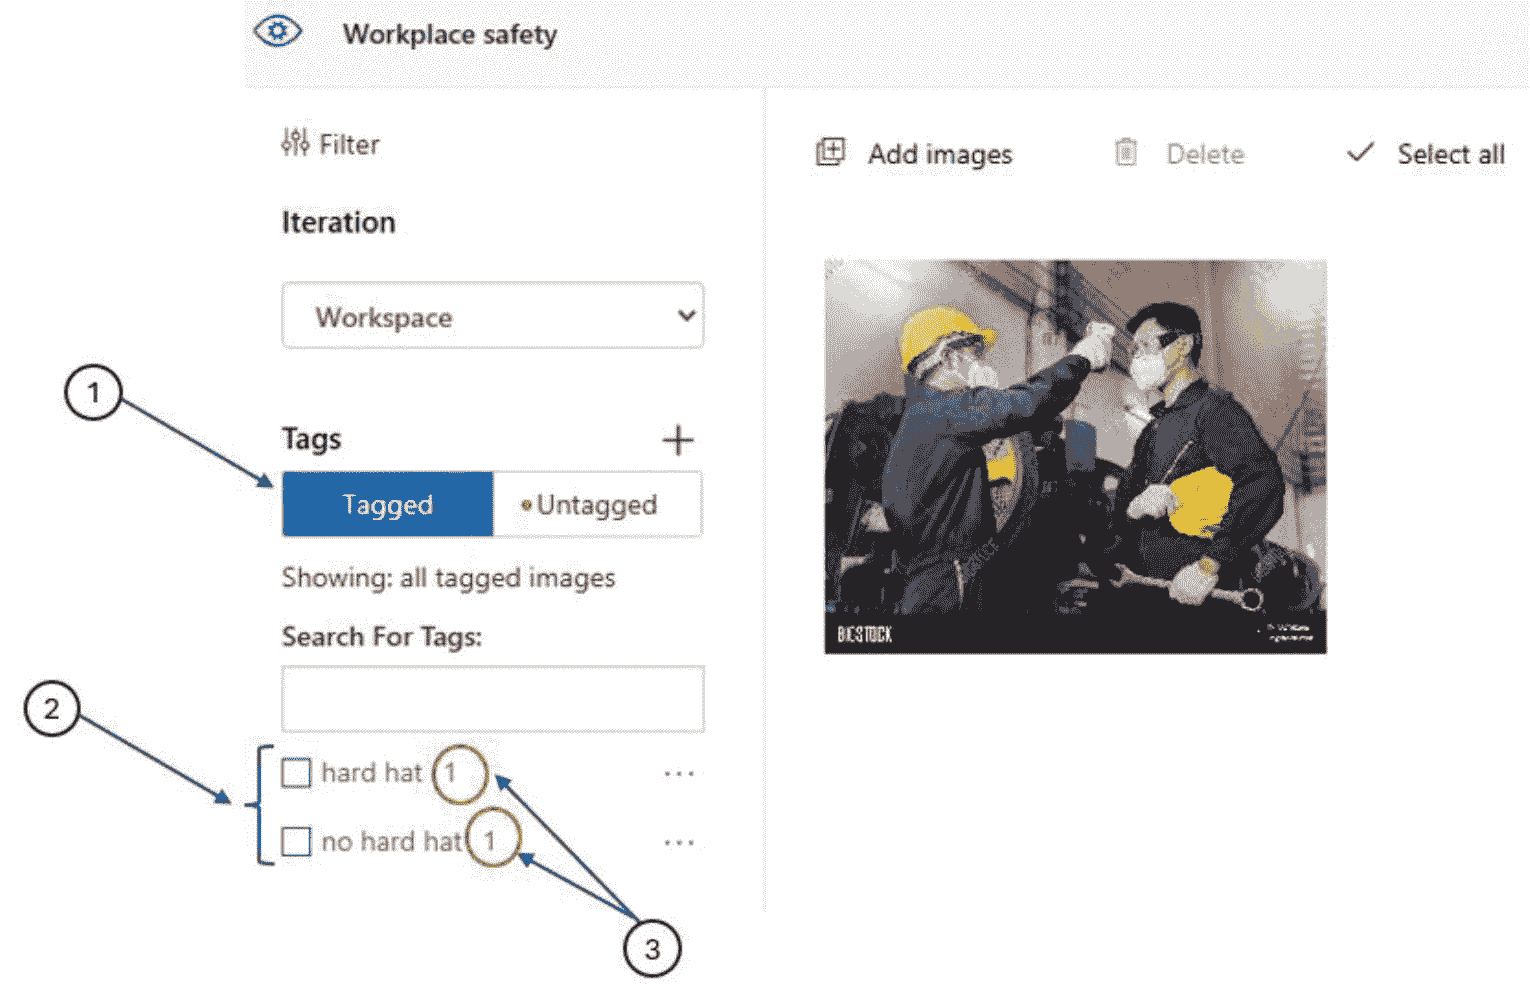 Workplace safety
Filter
Iteration
Workspace
Tags
Tagged
Untagged
Showing: all tagged images
Search For Tags:
hard hat 1
no hard hat 1
1
2
3
Add images
Delete
Select all
BIGSTOCK